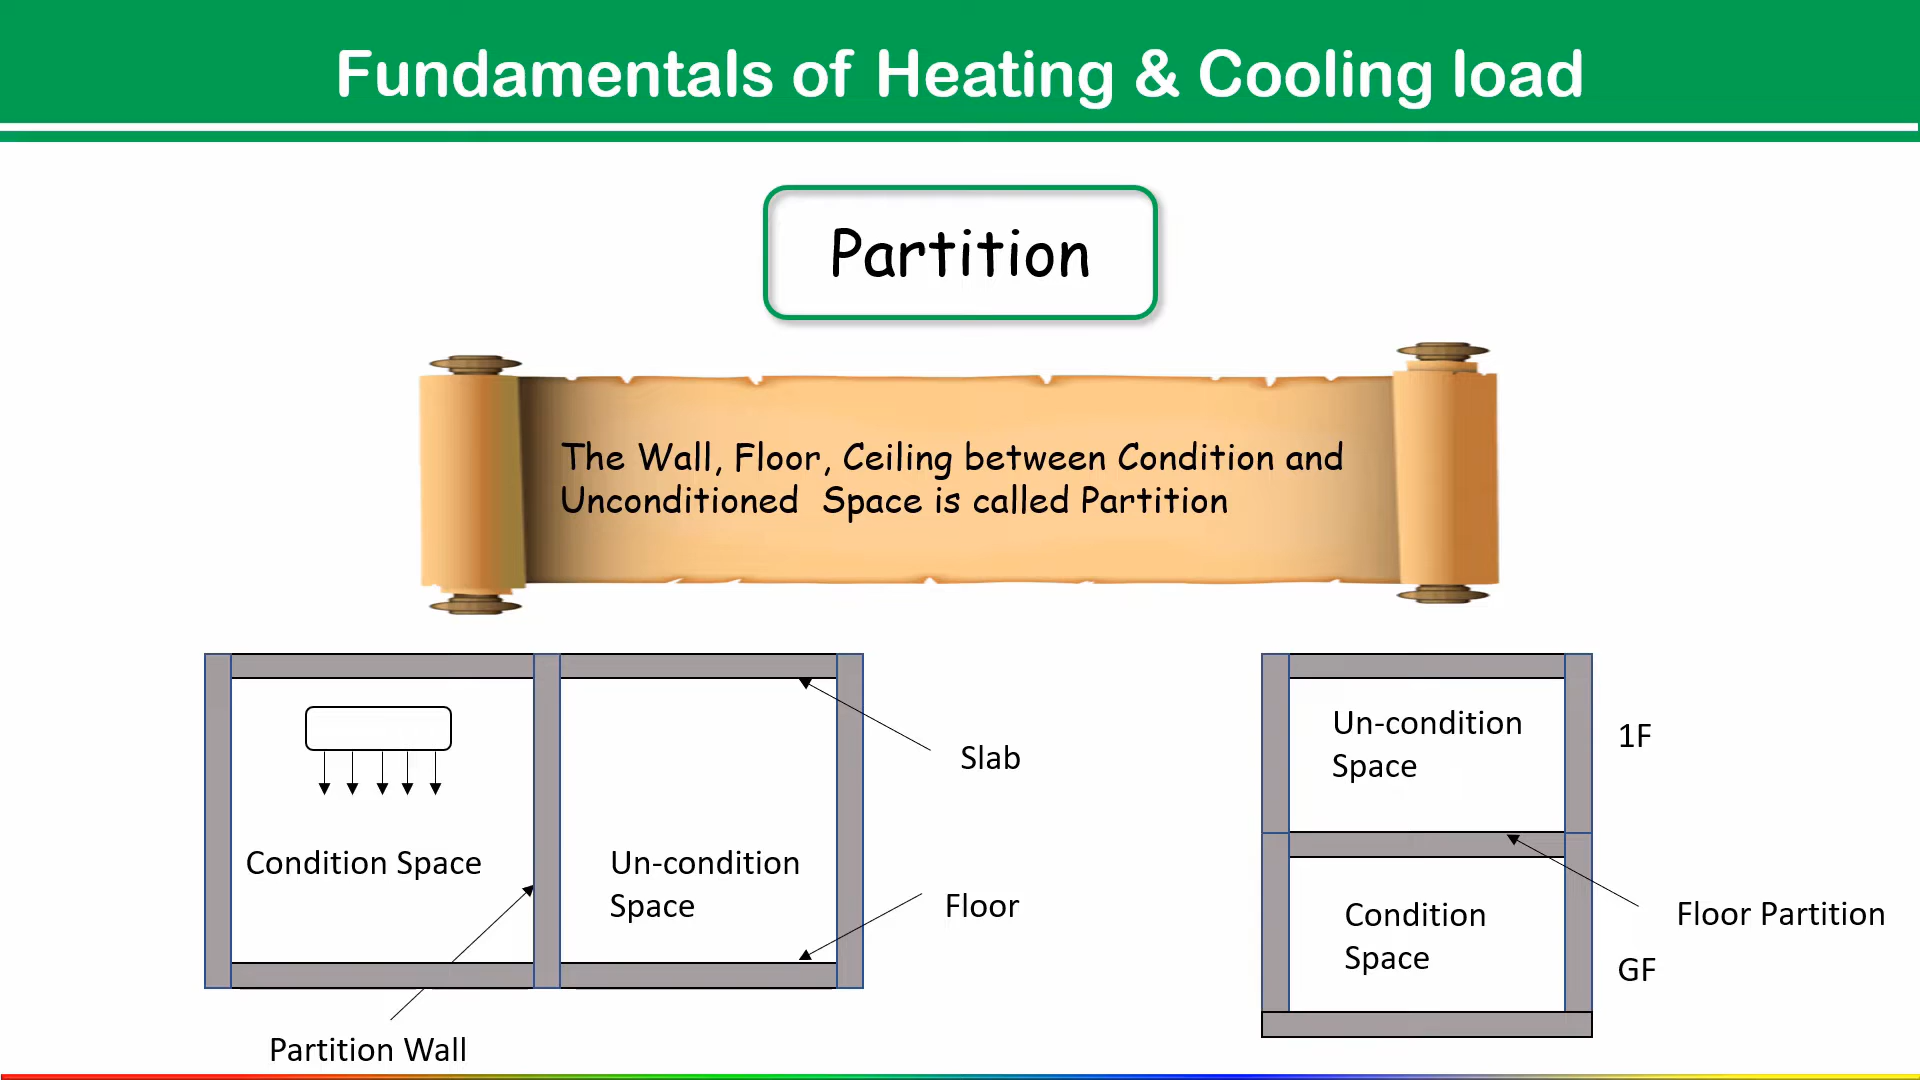 Fundamentals of Heating & Cooling load
Partition
The Wall, Floor, Ceiling between Condition and
Unconditioned  Space is called Partition
Condition Space
Un-condition
Space
Slab
Floor
Partition Wall
Un-condition
Space
1F
Condition
Space
Floor Partition
GF